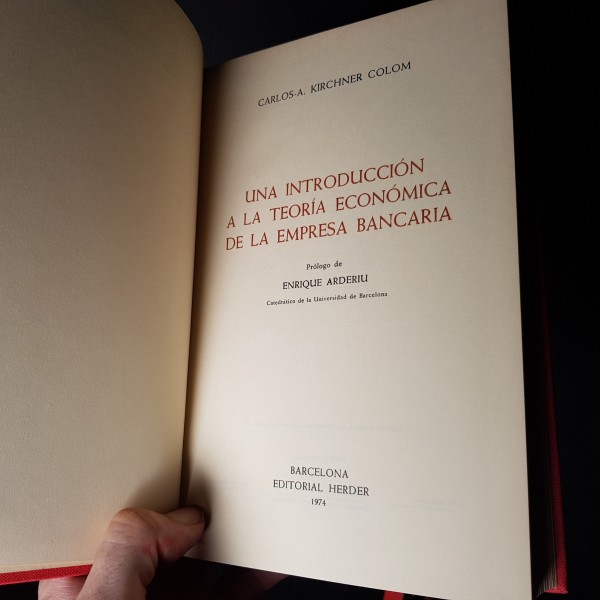 CARLOS-A. KIRCHNER COLOM
UNA INTRODUCCIÓN
A LA TEORÍA ECONÓMICA
DE LA EMPRESA BANCARIA
Prólogo de
ENRIQUE ARDERIU
Catedrático de la Universidad de Barcelona
BARCELONA
EDITORIAL HERDER
1974